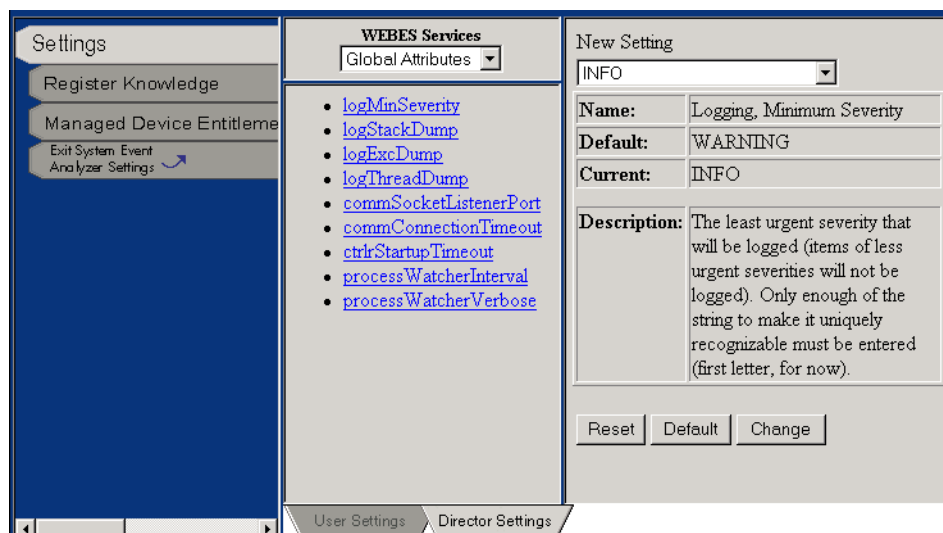 Settings
Register Knowledge
Managed Device Entitleme
Exit System Event
Analyzer Settings
WEBES Services
Global Attributes
logMinSeverity
logStackDump
logExcDump
logThreadDump
commSocketListenerPort
commConnectionTimeout
ctrlrStartupTimeout
processWatcherInterval
processWatcherVerbose
User Settings
Director Settings
New Setting
INFO
Name: Logging, Minimum Severity
Default: WARNING
Current: INFO
Description: The least urgent severity that
will be logged (items of less
urgent severities will not be
logged). Only enough of the
string to make it uniquely
recognizable must be entered
(first letter, for now).
Reset Default Change